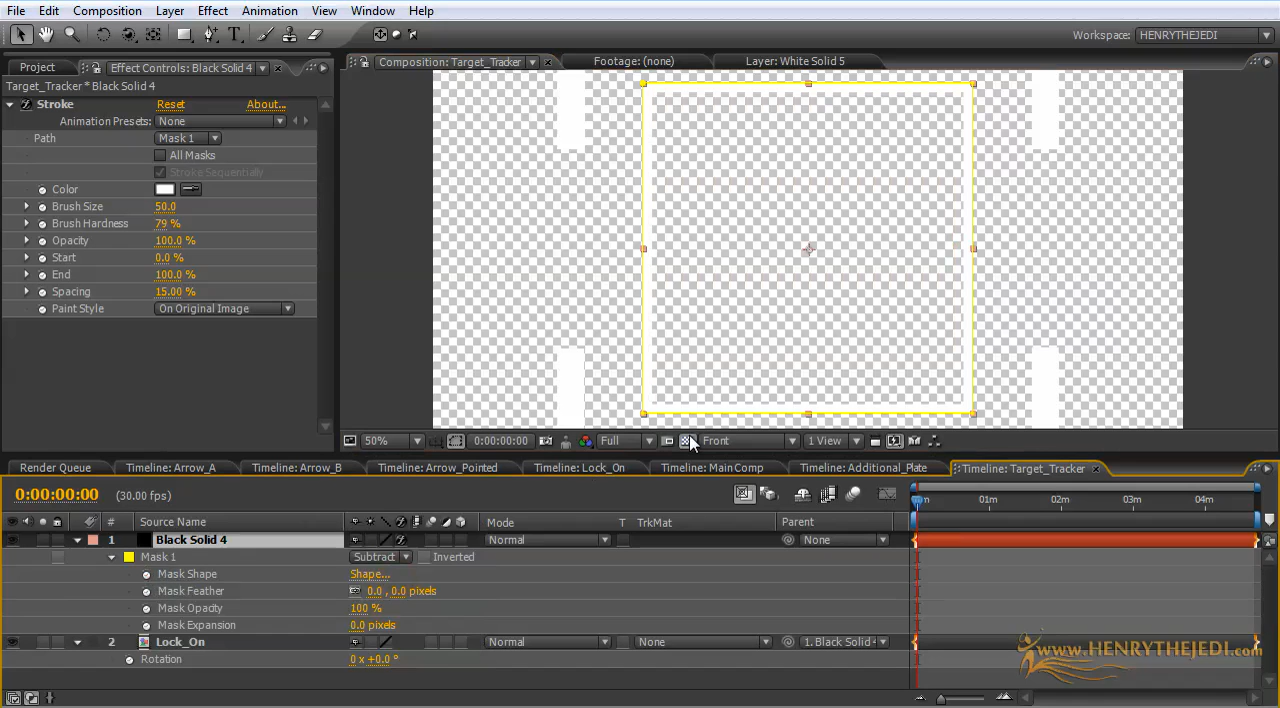 File Edit Composition Layer Effect Animation View Window Help
Workspace: HENRYTHEJEDI
Project Effect Controls: Black Solid 4
Composition: Target_Tracker Footage: (none) Layer: White Solid 5
Target_Tracker * Black Solid 4
Stroke Reset About...
Animation Presets: None
Path Mask 1
All Masks
Stroke Sequentially
Color
Brush Size 50.0
Brush Hardness 79 %
Opacity 100.0 %
Start 0.0 %
End 100.0 %
Spacing 15.00 %
Paint Style On Original Image
50% 0:00:00:00 Full Front 1 View
Render Queue Timeline: Arrow_A Timeline: Arrow_B Timeline: Arrow_Pointed Timeline: Lock_On Timeline: MainComp Timeline: Additional_Plate Timeline: Target_Tracker
0:00:00:00 (30.00 fps)
01m 02m 03m 04m
# Source Name Mode T TrkMat Parent
1 Black Solid 4 Normal None
Mask 1 Subtract Inverted
Mask Shape Shape...
Mask Feather 0.0 , 0.0 pixels
Mask Opacity 100 %
Mask Expansion 0.0 pixels
2 Lock_On Normal None 1. Black Solid 4
Rotation 0 x +0.0 °
www.HENRYTHEJEDI.com